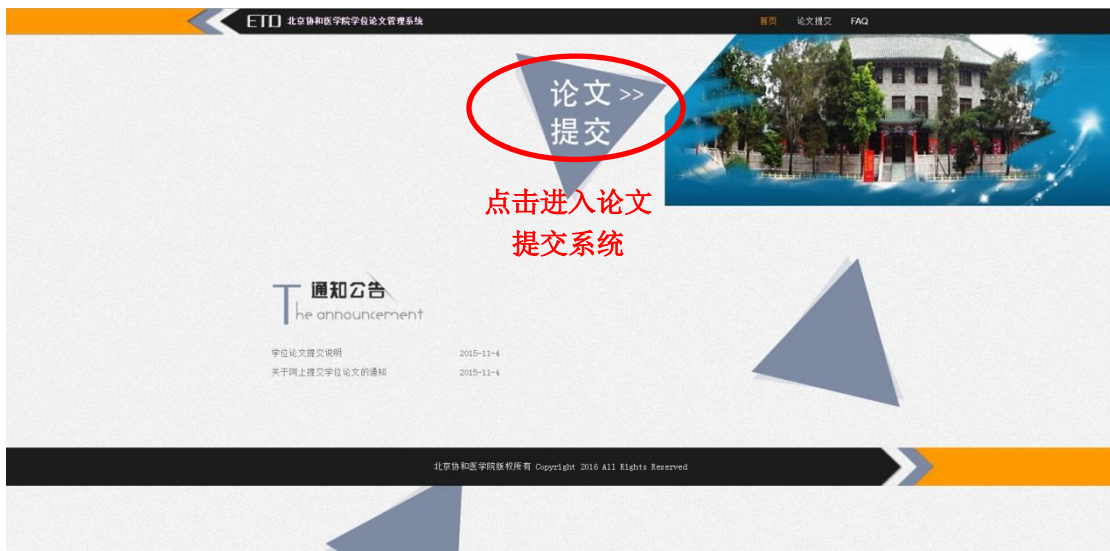 ETD 北京协和医学院学位论文管理系统
首页 论文提交 FAQ
论文 >>
提交
点击进入论文
提交系统
通知公告
The announcement
学位论文提交说明 2015-11-4
关于网上提交学位论文的通知 2015-11-4
北京协和医学院版权所有 Copyright 2016 All Rights Reserved